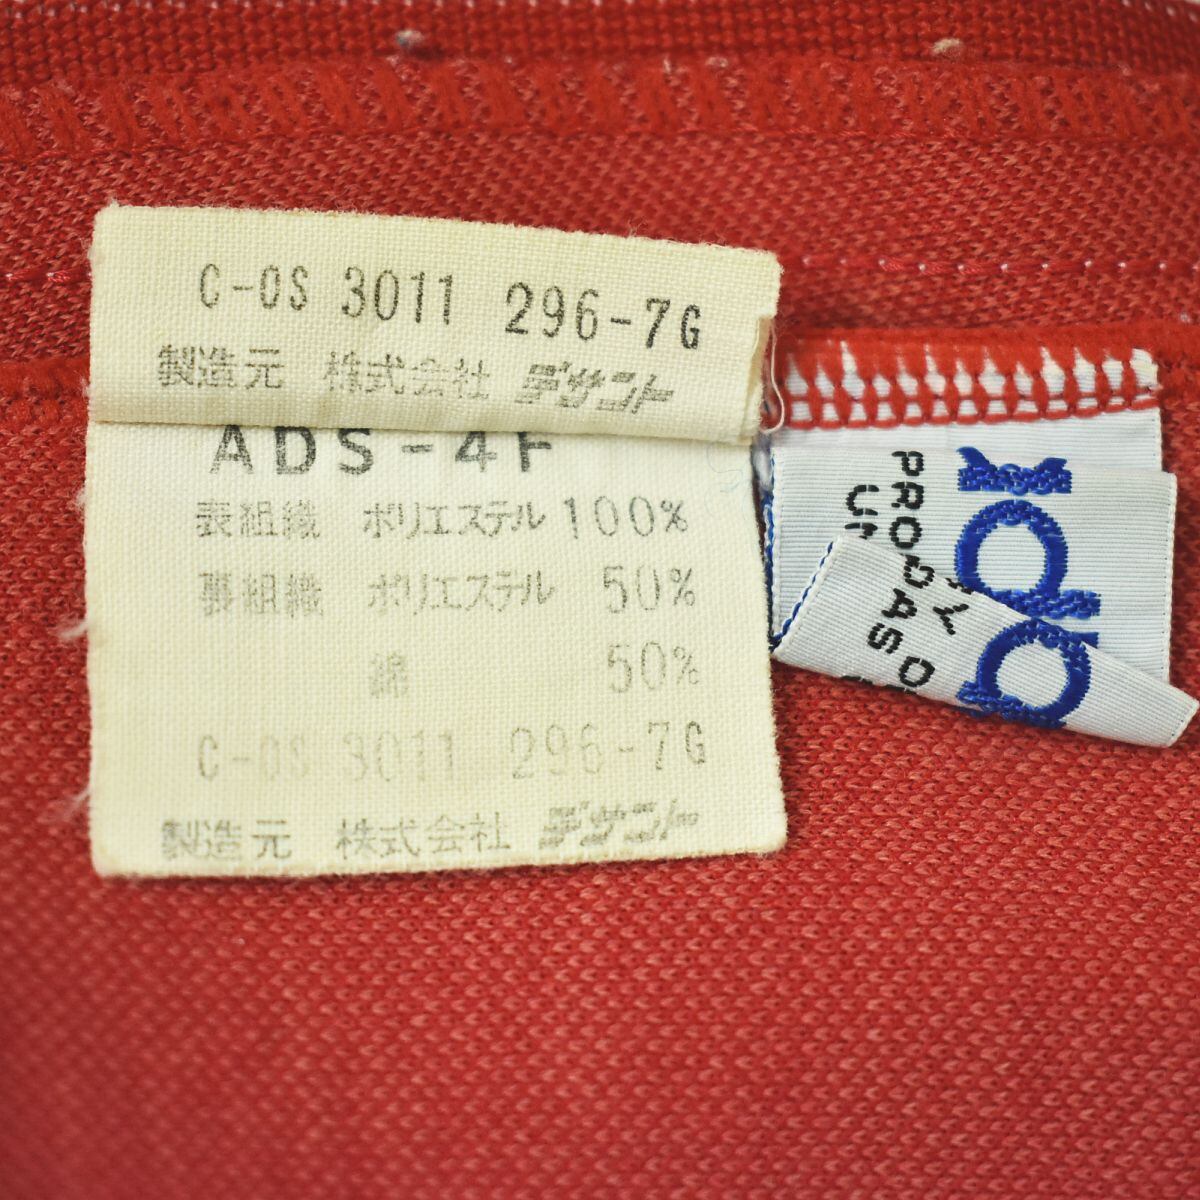 C-OS 3011 296-7G
製造元 株式会社 デサント
ADS-4F
表組織 ポリエステル 100%
裏組織 ポリエステル 50%
綿 50%
C-OS 3011 296-7G
製造元 株式会社 デサント
PRODAS